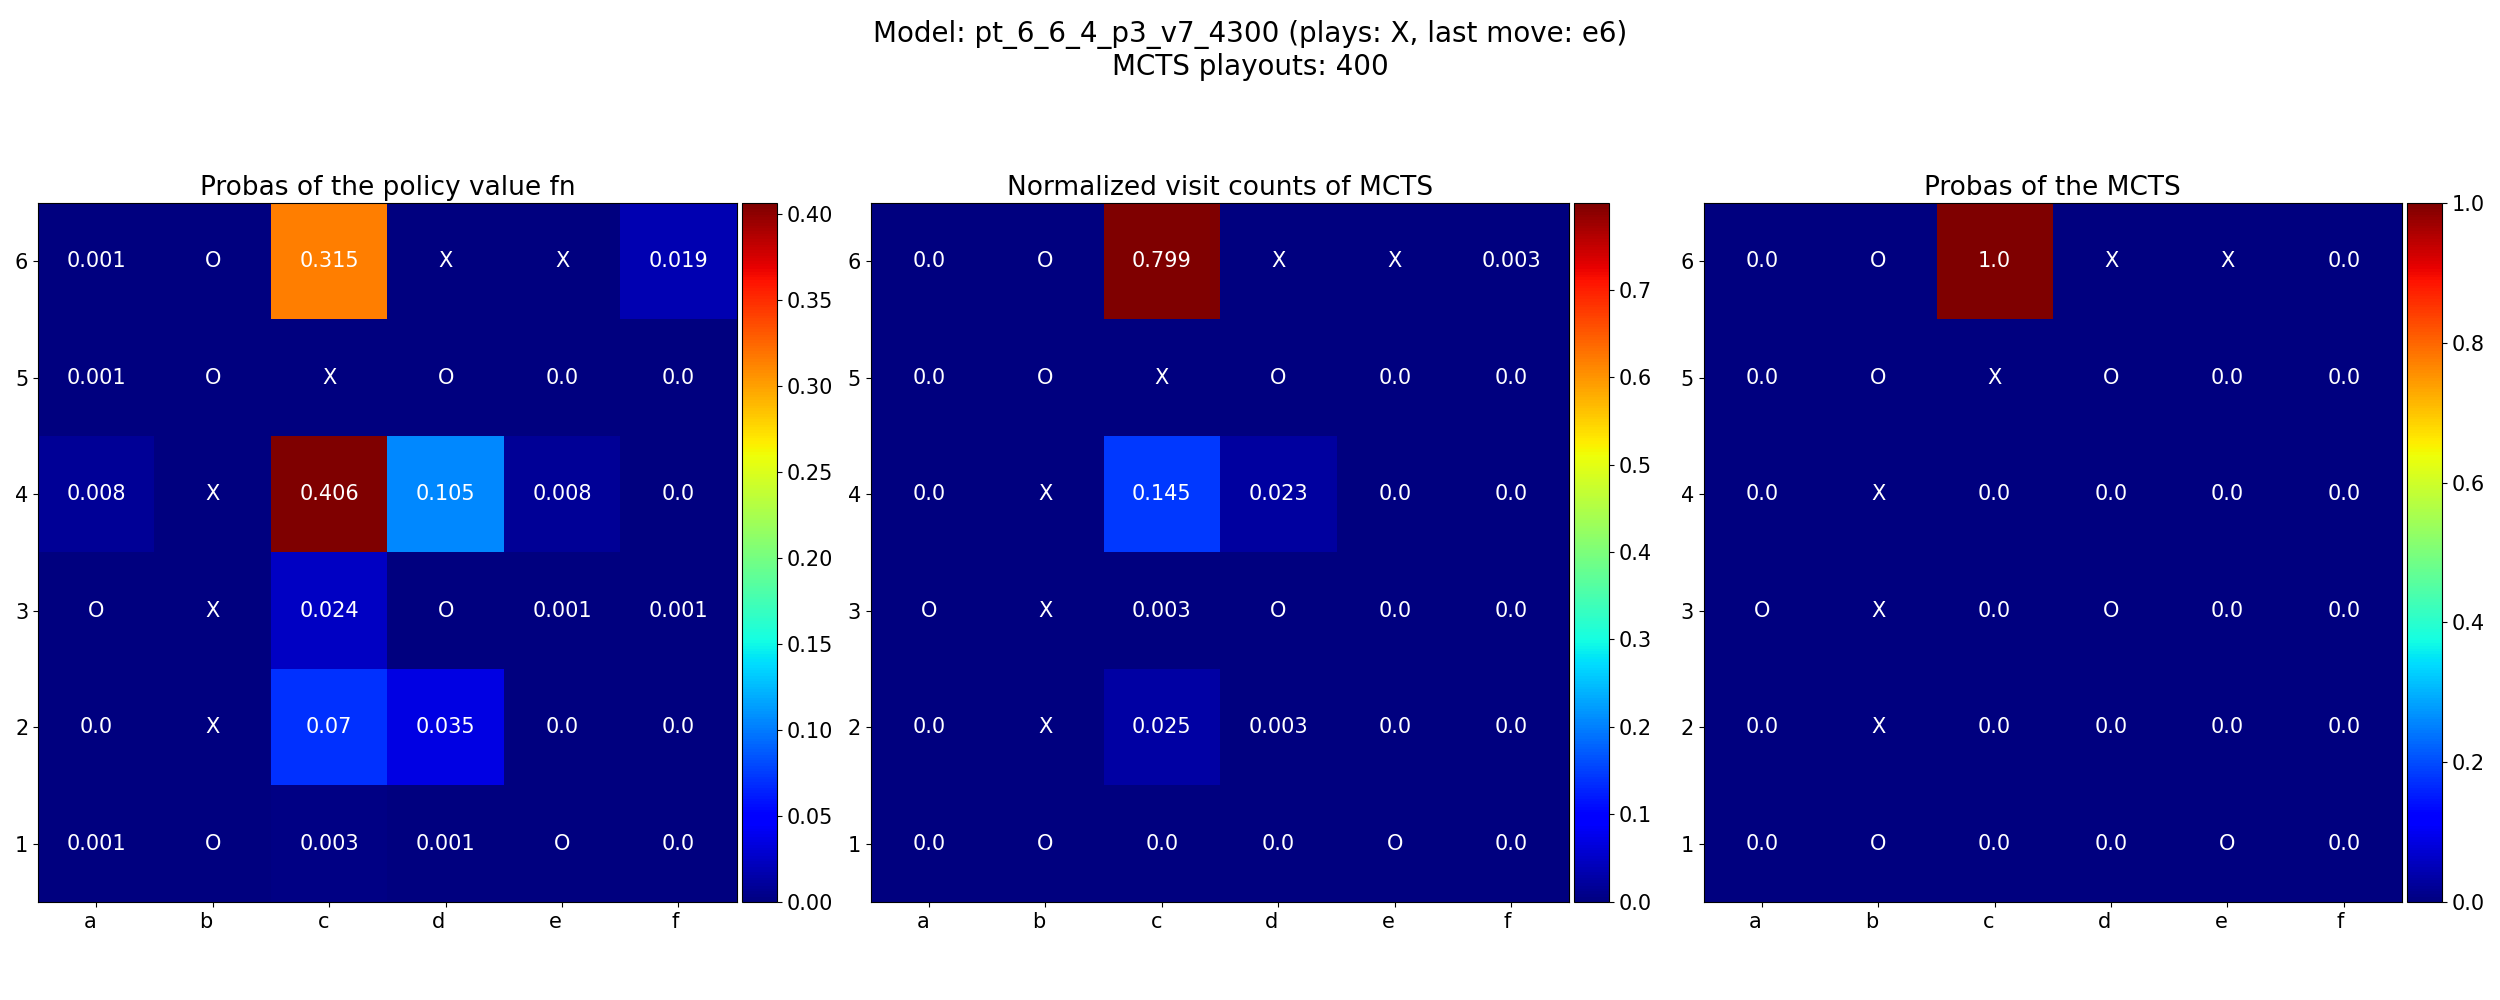 Model: pt_6_6_4_p3_v7_4300 (plays: X, last move: e6)
MCTS playouts: 400
Probas of the policy value fn
6 0.001 O 0.315 X X 0.019
5 0.001 O X O 0.0 0.0
4 0.008 X 0.406 0.105 0.008 0.0
3 O X 0.024 O 0.001 0.001
2 0.0 X 0.07 0.035 0.0 0.0
1 0.001 O 0.003 0.001 O 0.0
a b c d e f
0.40
0.35
0.30
0.25
0.20
0.15
0.10
0.05
0.00
Normalized visit counts of MCTS
6 0.0 O 0.799 X X 0.003
5 0.0 O X O 0.0 0.0
4 0.0 X 0.145 0.023 0.0 0.0
3 O X 0.003 O 0.0 0.0
2 0.0 X 0.025 0.003 0.0 0.0
1 0.0 O 0.0 0.0 O 0.0
a b c d e f
0.7
0.6
0.5
0.4
0.3
0.2
0.1
0.0
Probas of the MCTS
6 0.0 O 1.0 X X 0.0
5 0.0 O X O 0.0 0.0
4 0.0 X 0.0 0.0 0.0 0.0
3 O X 0.0 O 0.0 0.0
2 0.0 X 0.0 0.0 0.0 0.0
1 0.0 O 0.0 0.0 O 0.0
a b c d e f
1.0
0.8
0.6
0.4
0.2
0.0